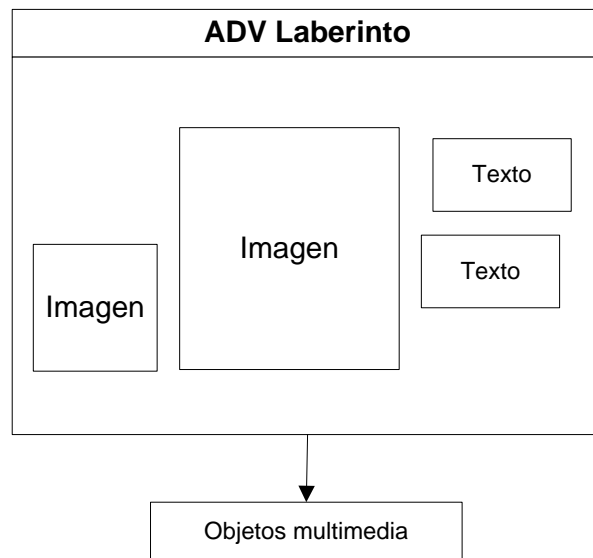 ADV Laberinto
Imagen
Imagen
Texto
Texto
Objetos multimedia